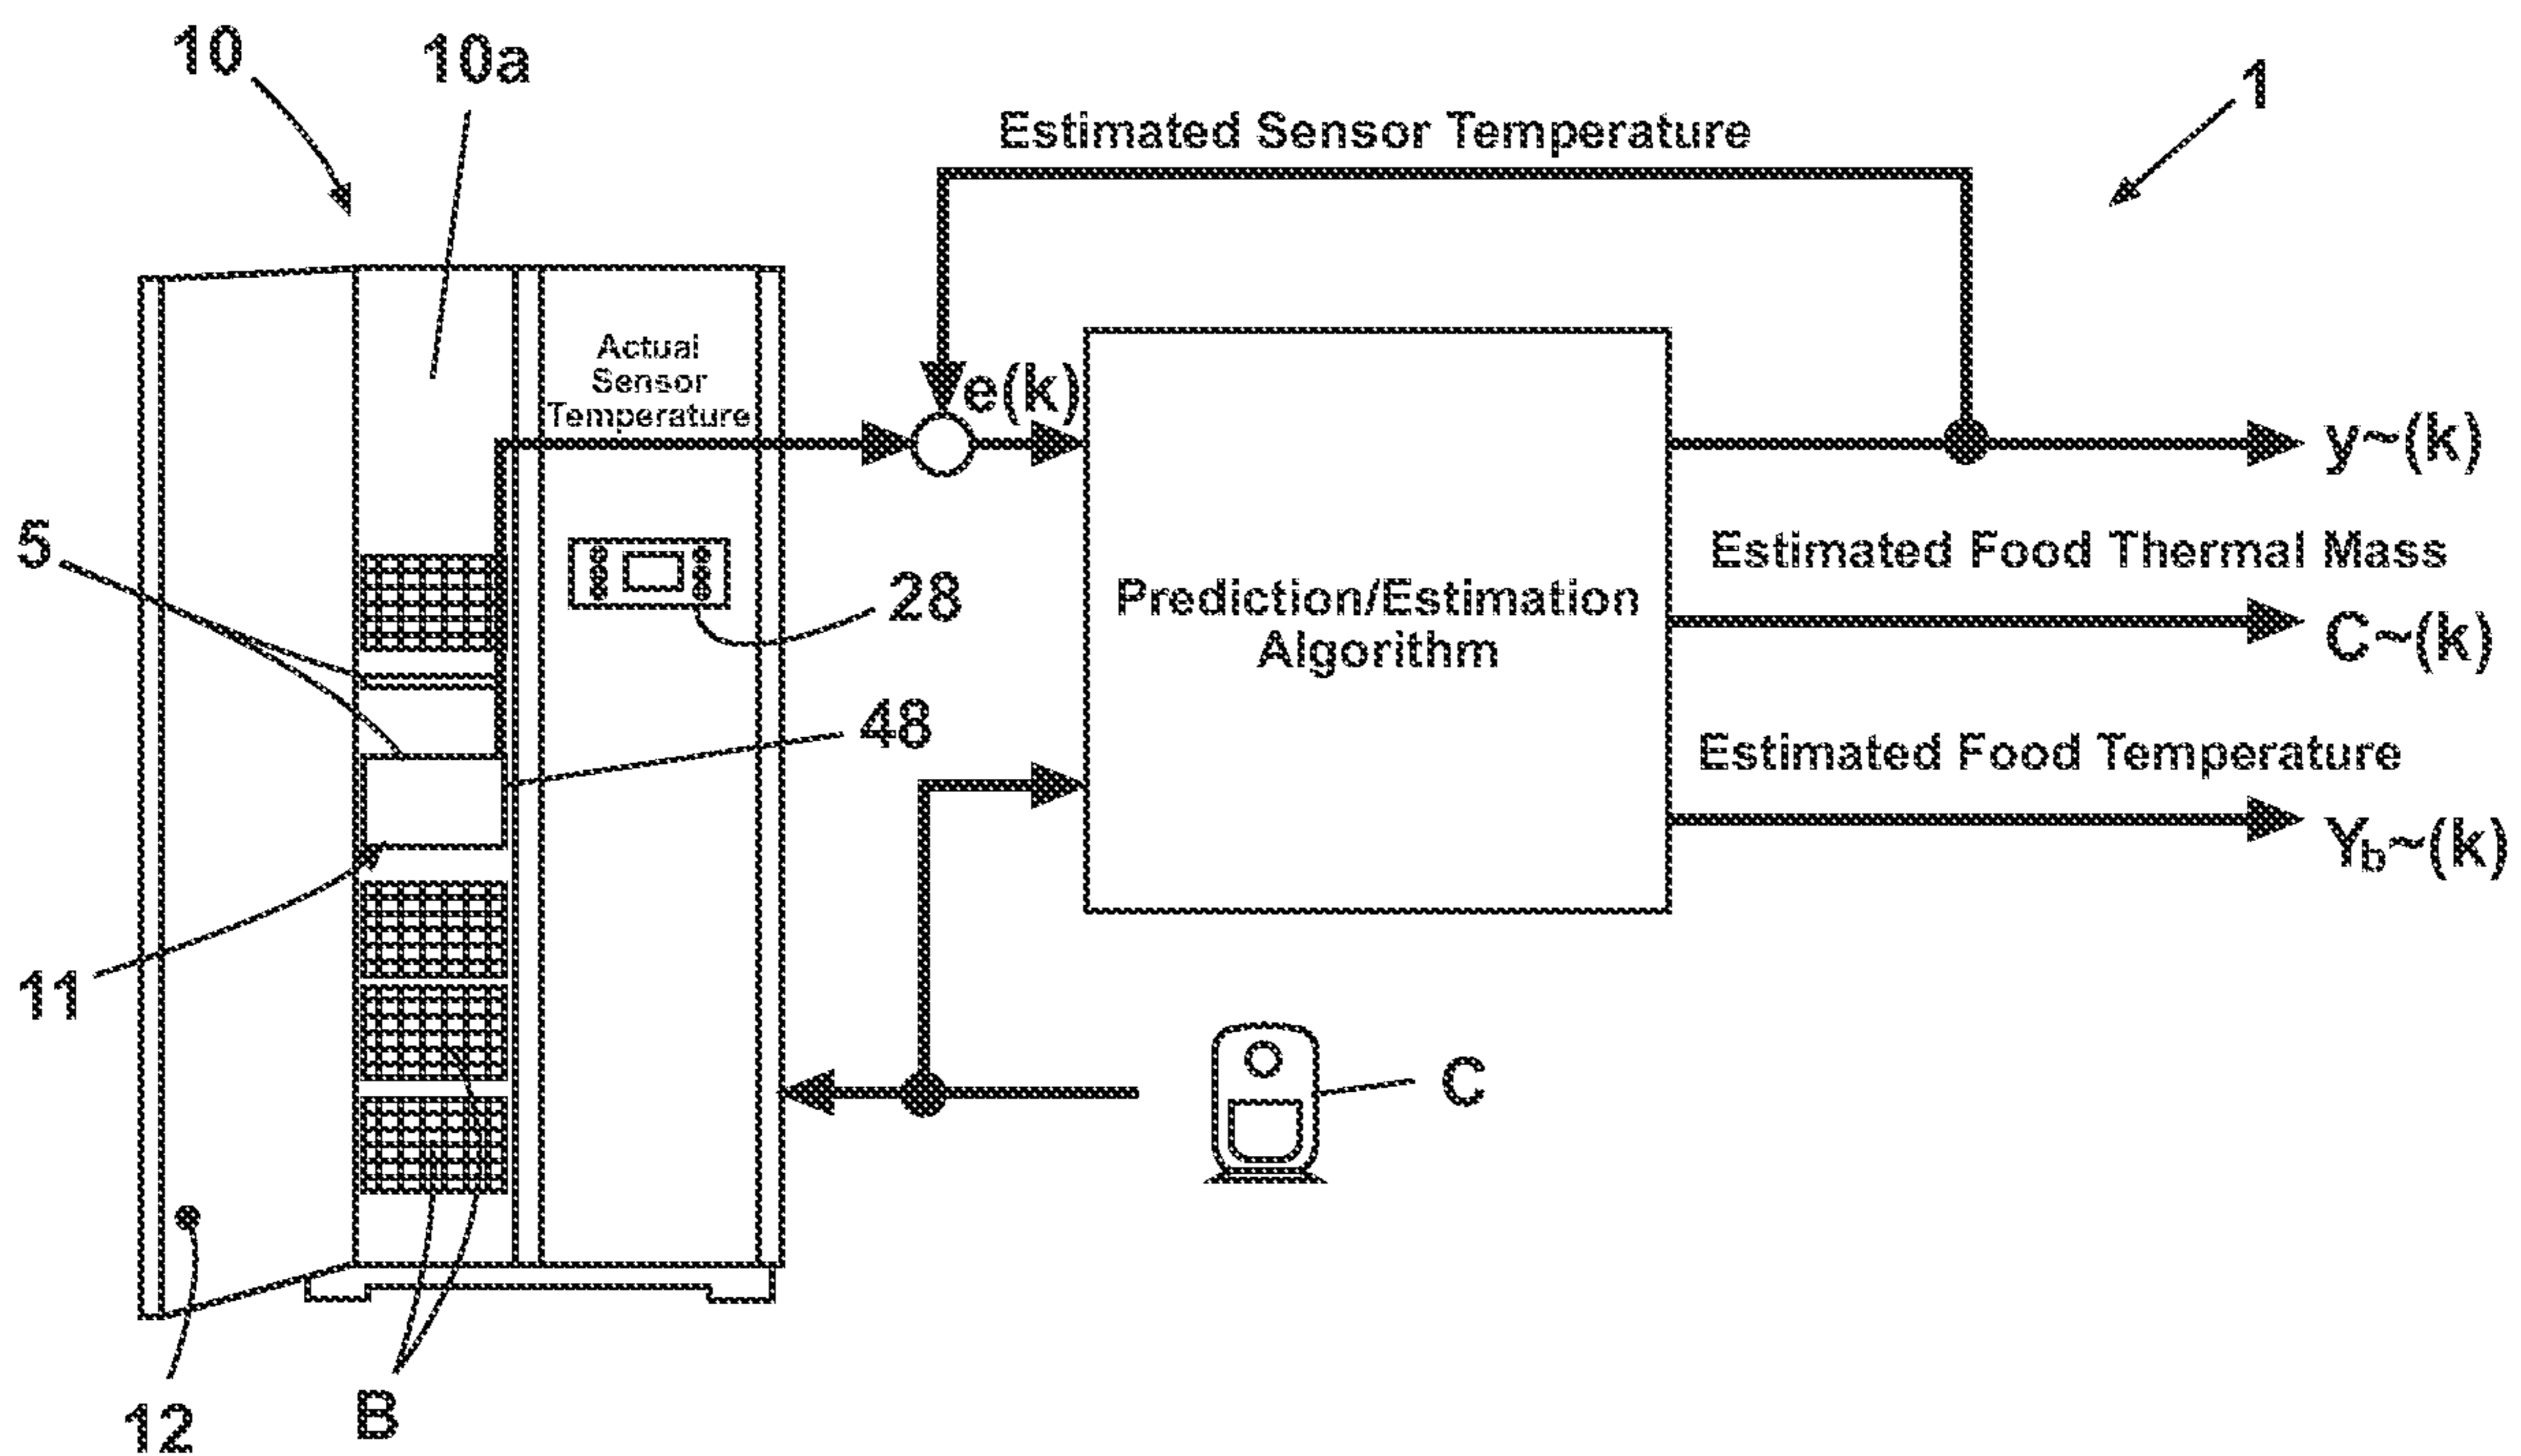 10
10a
1
Estimated Sensor Temperature
Actual
Sensor
Temperature
e(k)
y~(k)
5
28
Prediction/Estimation
Algorithm
Estimated Food Thermal Mass
C~(k)
48
Estimated Food Temperature
Yb~(k)
11
C
12
B